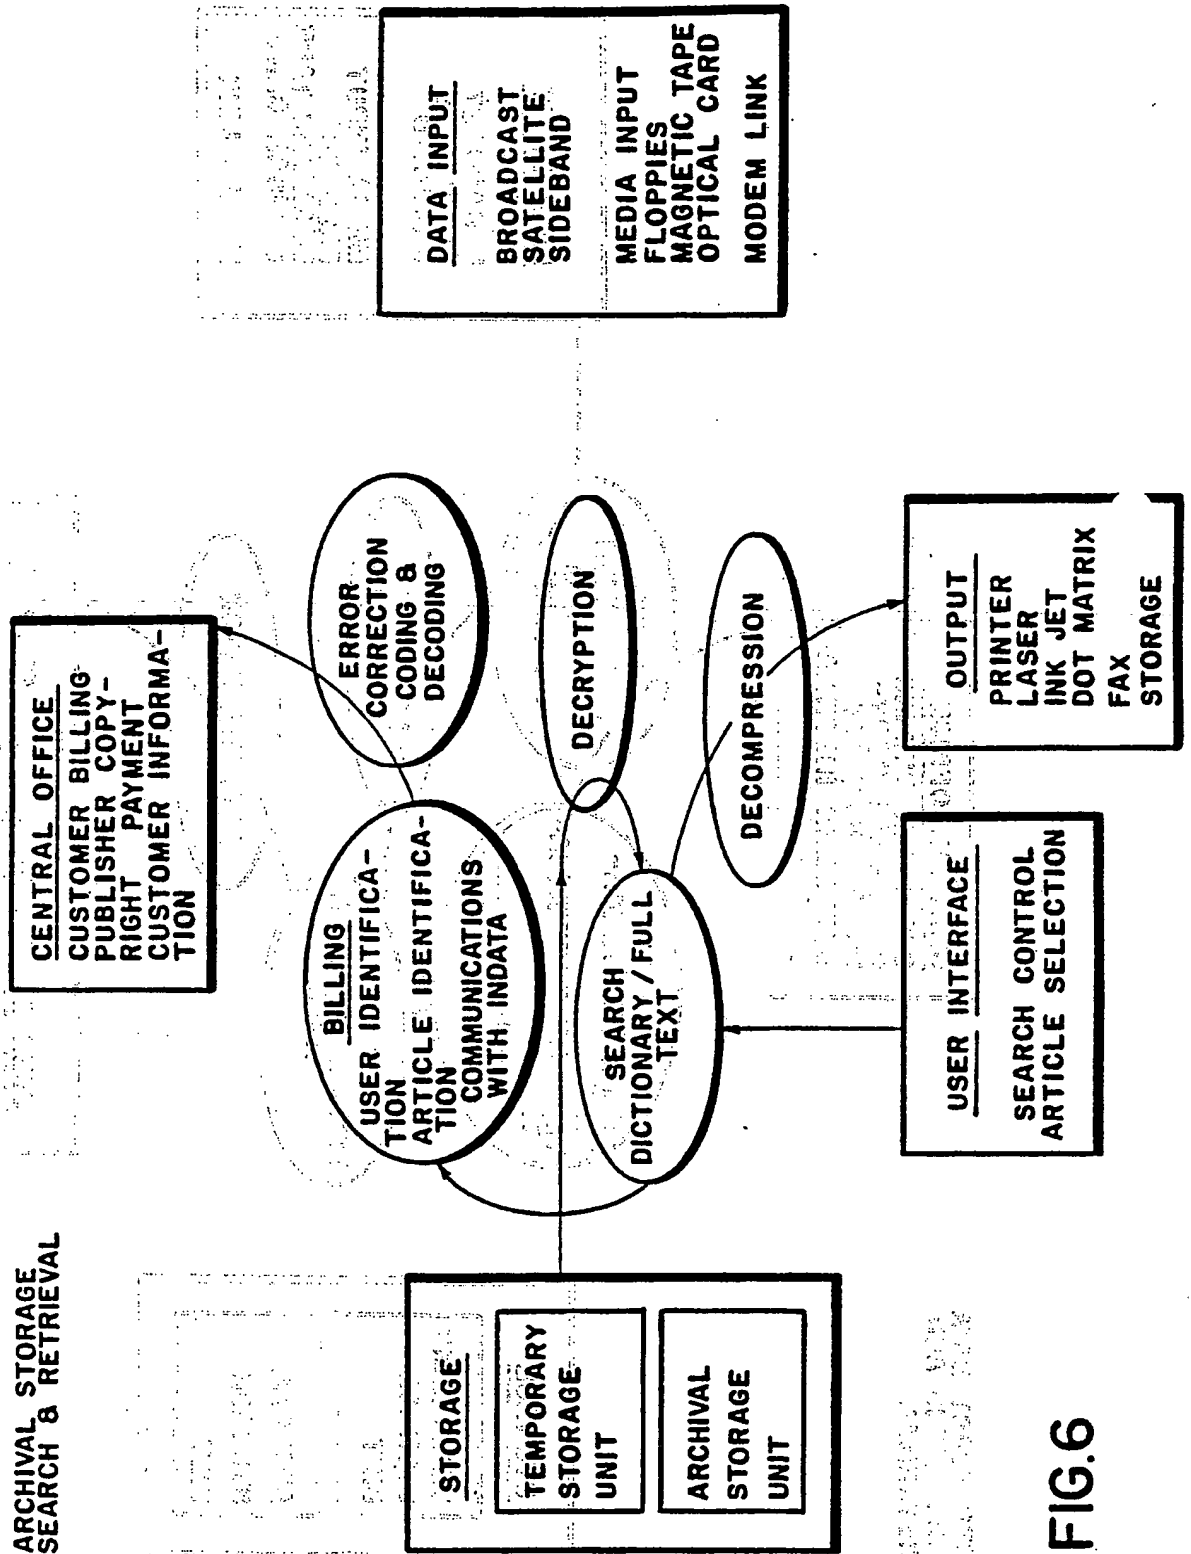 ARCHIVAL STORAGE
SEARCH & RETRIEVAL
CENTRAL OFFICE
CUSTOMER BILLING
PUBLISHER COPY-
RIGHT PAYMENT
CUSTOMER INFORMA-
TION
BILLING
USER IDENTIFICA-
TION
ARTICLE IDENTIFICA-
TION
COMMUNICATIONS
WITH INDATA
ERROR
CORRECTION
CODING &
DECODING
DATA INPUT
BROADCAST
SATELLITE
SIDEBAND
MEDIA INPUT
FLOPPIES
MAGNETIC TAPE
OPTICAL CARD
MODEM LINK
STORAGE
TEMPORARY
STORAGE
UNIT
ARCHIVAL
STORAGE
UNIT
SEARCH
DICTIONARY/FULL
TEXT
DECRYPTION
DECOMPRESSION
USER INTERFACE
SEARCH CONTROL
ARTICLE SELECTION
OUTPUT
PRINTER
LASER
INK JET
DOT MATRIX
FAX
STORAGE
FIG.6